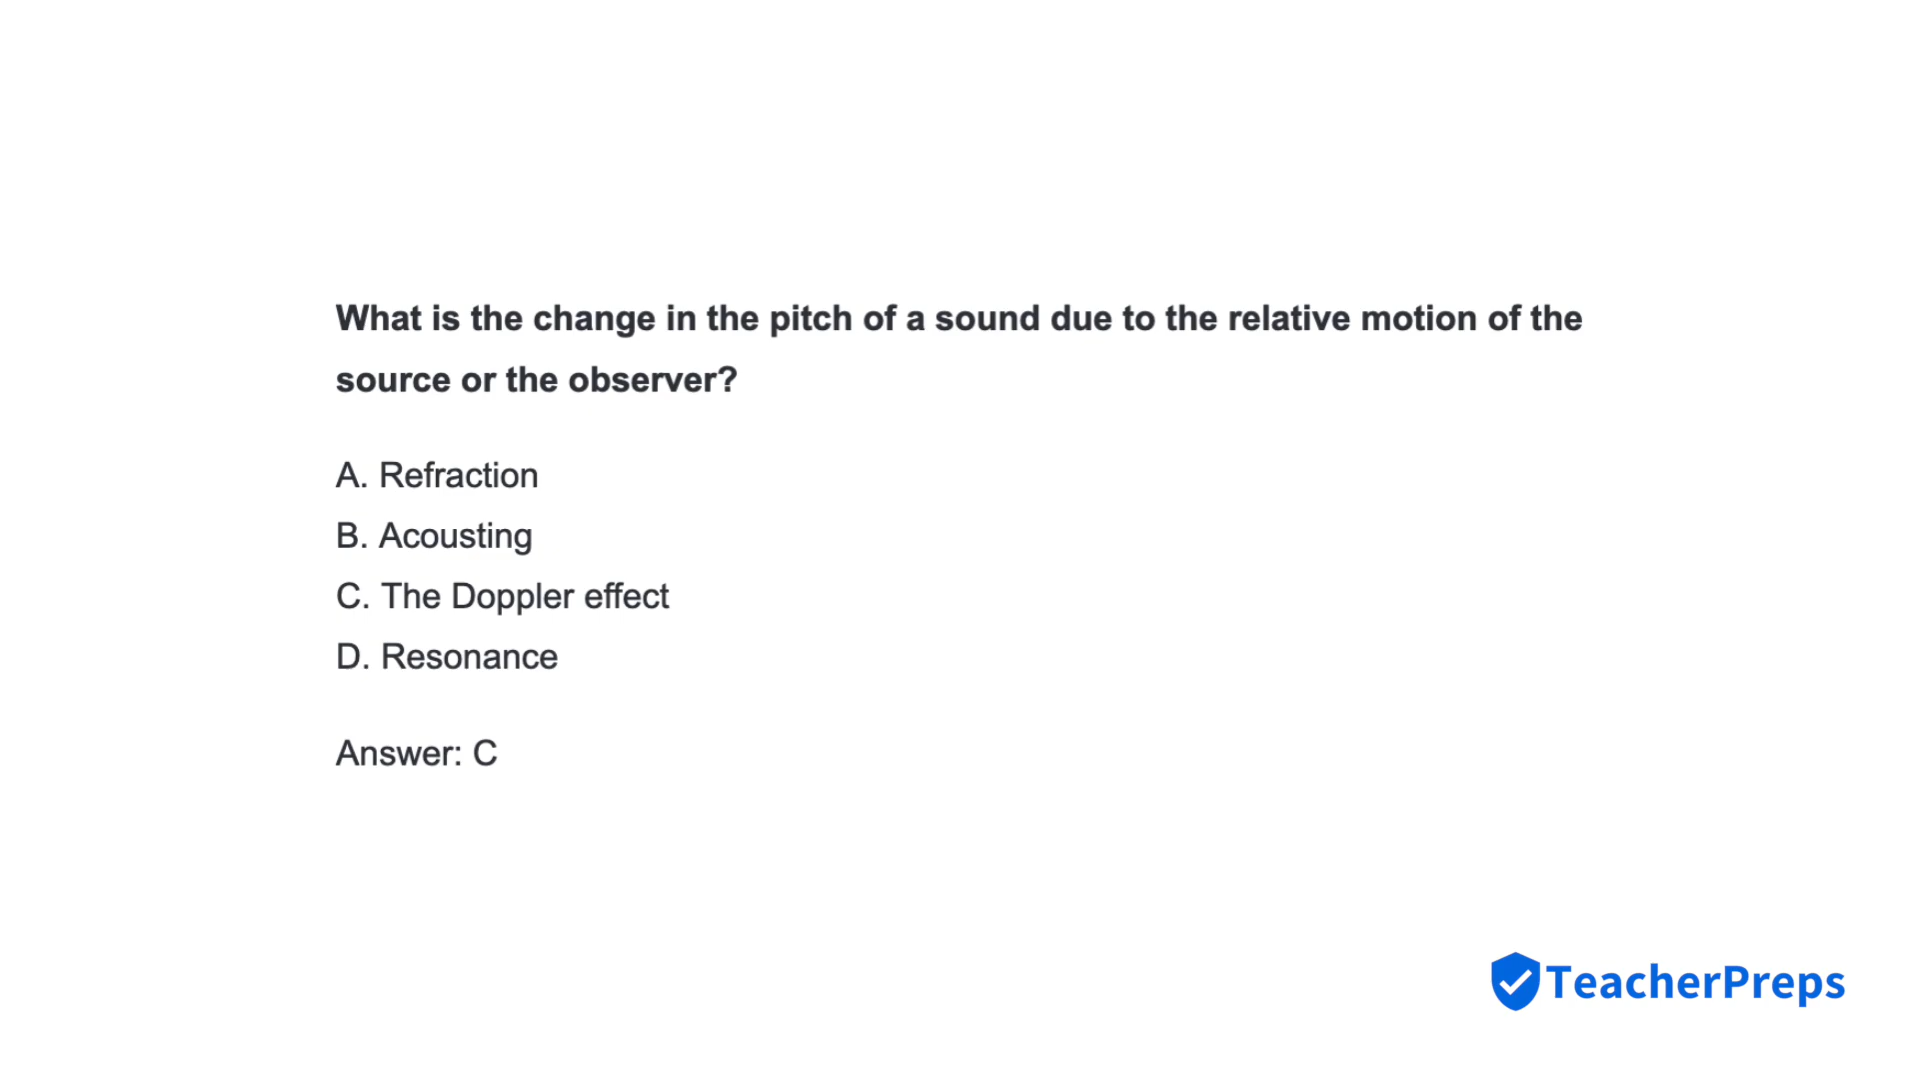 What is the change in the pitch of a sound due to the relative motion of the
source or the observer?
A. Refraction
B. Acousting
C. The Doppler effect
D. Resonance
Answer: C
TeacherPreps